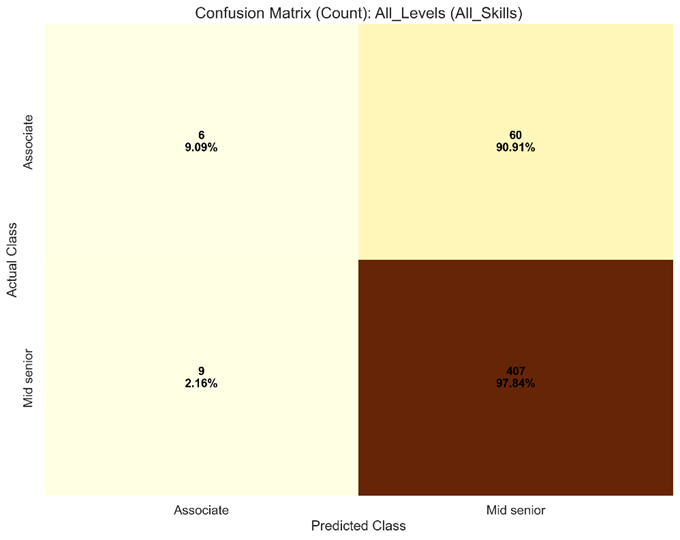 Confusion Matrix (Count): All_Levels (All_Skills)
Actual Class
Associate
6
9.09%
60
90.91%
Mid senior
9
2.16%
407
97.84%
Associate
Mid senior
Predicted Class